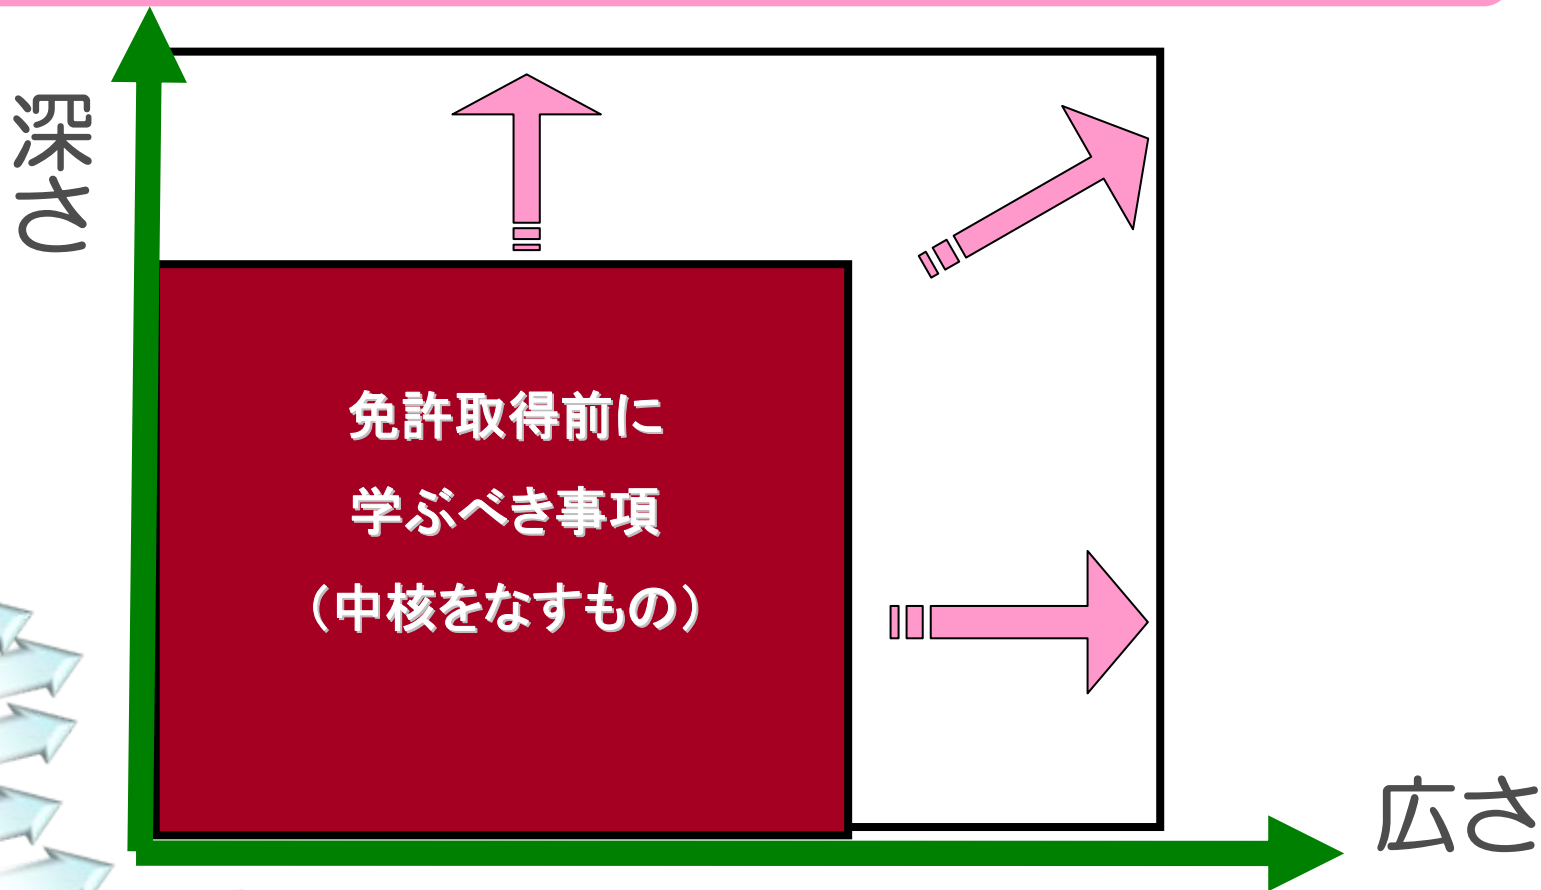 深さ
免許取得前に
学ぶべき事項
（中核をなすもの）
広さ